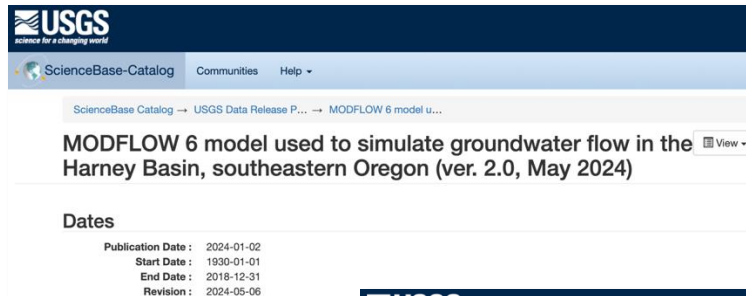 USGS
science for a changing world
ScienceBase-Catalog Communities Help
ScienceBase Catalog → USGS Data Release P... → MODFLOW 6 model u...
MODFLOW 6 model used to simulate groundwater flow in the
View
Harney Basin, southeastern Oregon (ver. 2.0, May 2024)
Dates
Publication Date : 2024-01-02
Start Date : 1930-01-01
End Date : 2018-12-31
Revision : 2024-05-06